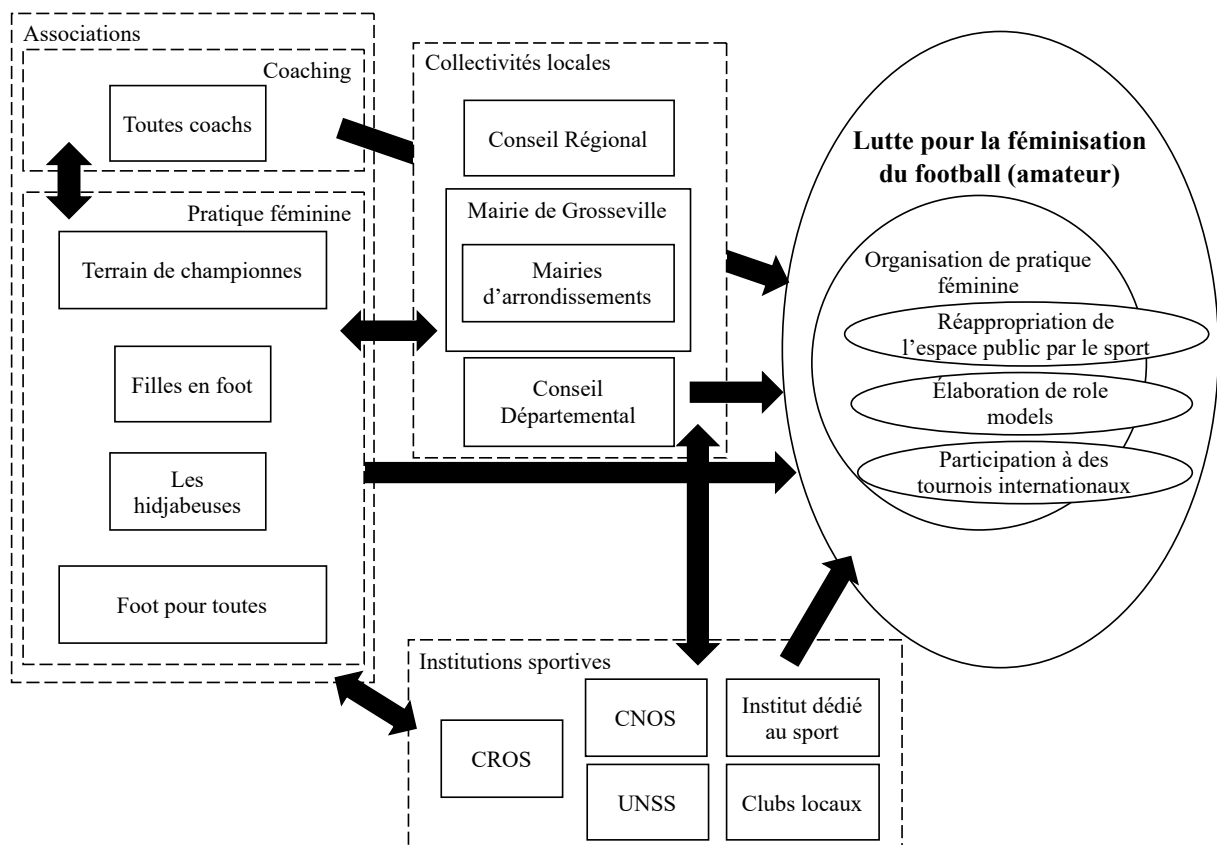 Associations
Coaching
Toutes coachs
Pratique féminine
Terrain de championnes
Filles en foot
Les
hidjabeuses
Foot pour toutes
Collectivités locales
Conseil Régional
Mairie de Grosseville
Mairies
d’arrondissements
Conseil
Départemental
Institutions sportives
CROS
CNOS
UNSS
Institut dédié
au sport
Clubs locaux
Lutte pour la féminisation
du football (amateur)
Organisation de pratique
féminine
Réappropriation de
l’espace public par le sport
Élaboration de role
models
Participation à des
tournois internationaux